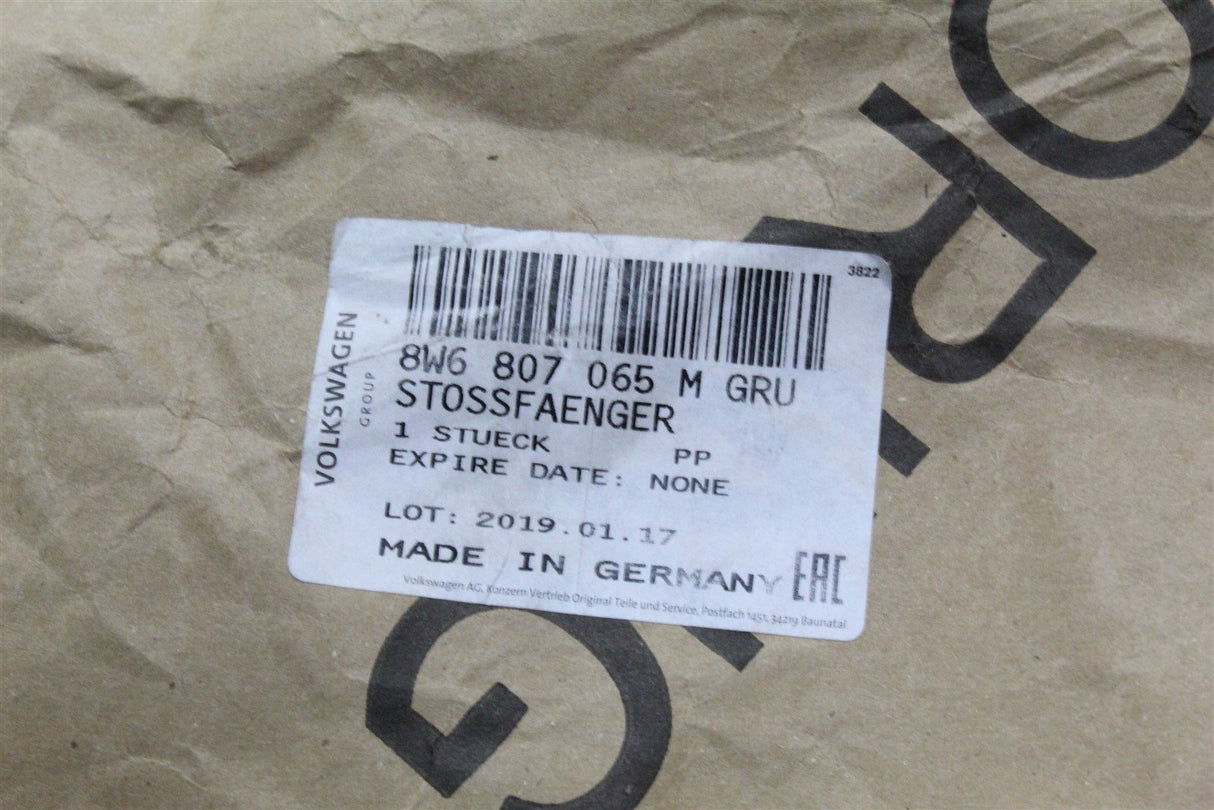 ORIG
3822
VOLKSWAGEN
GROUP
8W6 807 065 M GRU
STOSSFAENGER
1 STUECK PP
EXPIRE DATE: NONE
LOT: 2019.01.17
MADE IN GERMANY EAC
Volkswagen AG, Konzern Vertrieb Original Teile und Service, Postfach 1451, 34219 Baunatal